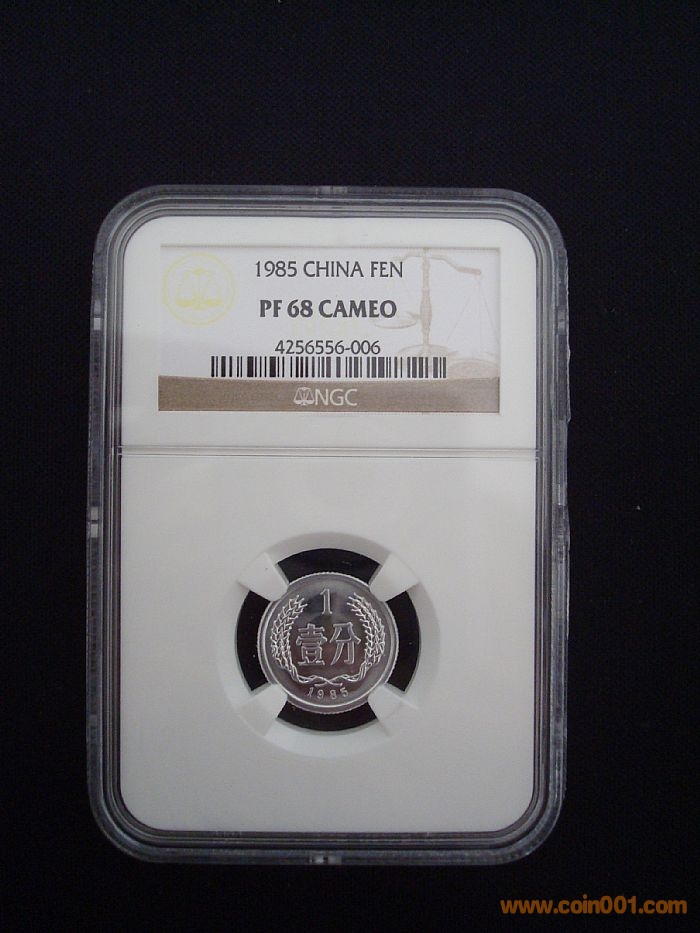 1985 CHINA FEN
PF 68 CAMEO
4256556-006
NGC
1
壹分
1985
www.coin001.com